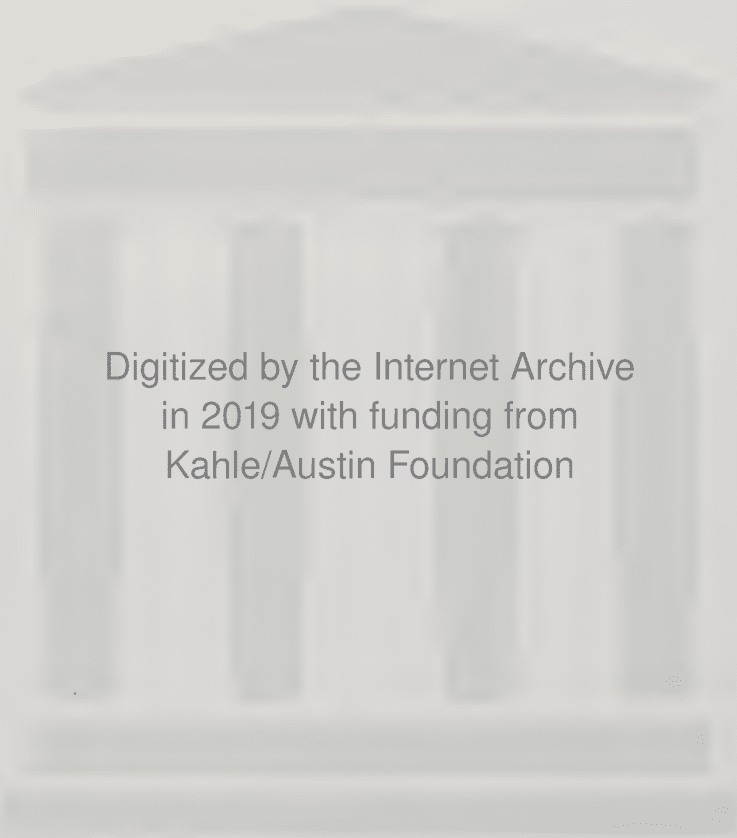 Digitized by the Internet Archive
in 2019 with funding from
Kahle/Austin Foundation